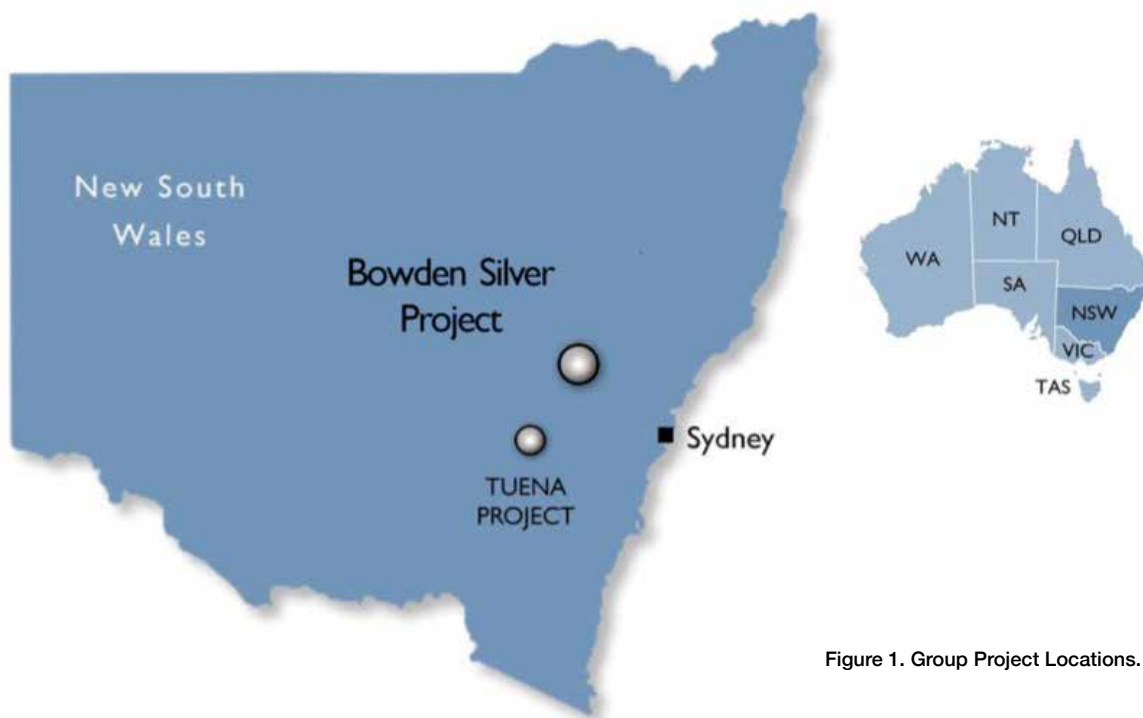 New South
Wales
Bowden Silver
Project
Sydney
TUENA
PROJECT
WA
NT
QLD
SA
NSW
VIC
TAS
Figure 1. Group Project Locations.